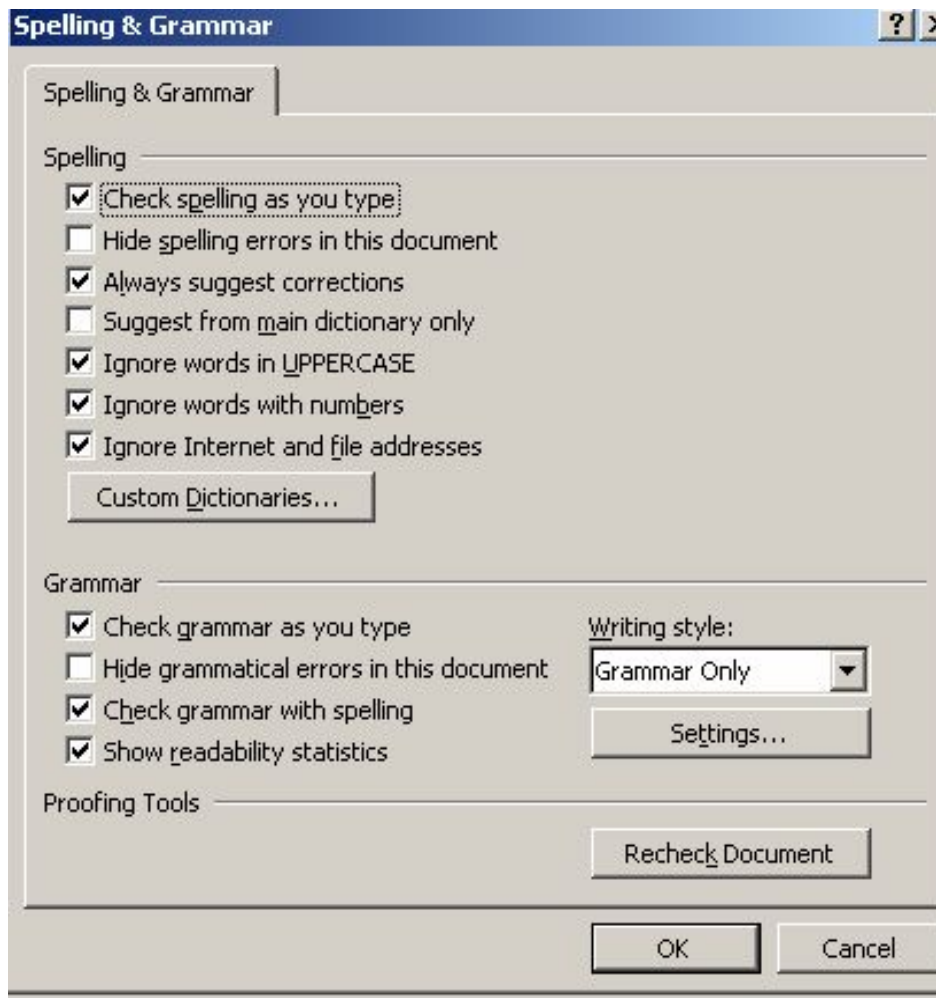 Spelling & Grammar
Spelling & Grammar
Spelling
Check spelling as you type
Hide spelling errors in this document
Always suggest corrections
Suggest from main dictionary only
Ignore words in UPPERCASE
Ignore words with numbers
Ignore Internet and file addresses
Custom Dictionaries...
Grammar
Check grammar as you type
Writing style:
Hide grammatical errors in this document
Grammar Only
Check grammar with spelling
Settings...
Show readability statistics
Proofing Tools
Recheck Document
OK Cancel